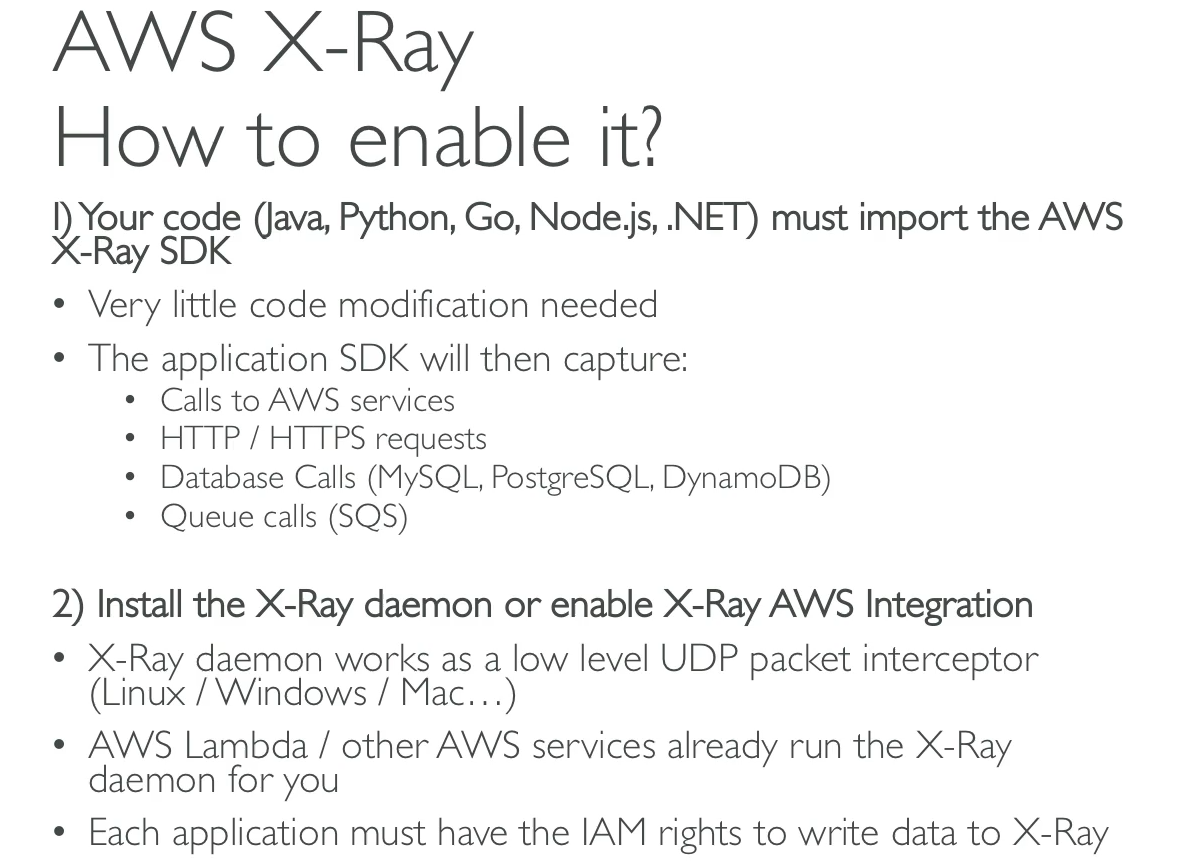 AWS X-Ray
How to enable it?
1) Your code (Java, Python, Go, Node.js, .NET) must import the AWS
X-Ray SDK
• Very little code modification needed
• The application SDK will then capture:
• Calls to AWS services
• HTTP / HTTPS requests
• Database Calls (MySQL, PostgreSQL, DynamoDB)
• Queue calls (SQS)
2) Install the X-Ray daemon or enable X-Ray AWS Integration
• X-Ray daemon works as a low level UDP packet interceptor
(Linux / Windows / Mac…)
• AWS Lambda / other AWS services already run the X-Ray
daemon for you
• Each application must have the IAM rights to write data to X-Ray